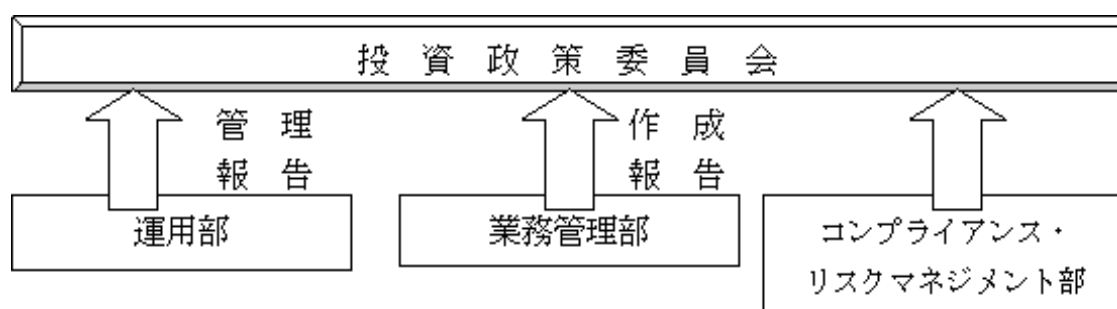 投資政策委員会
管理
報告
作成
報告
運用部
業務管理部
コンプライアンス・
リスクマネジメント部